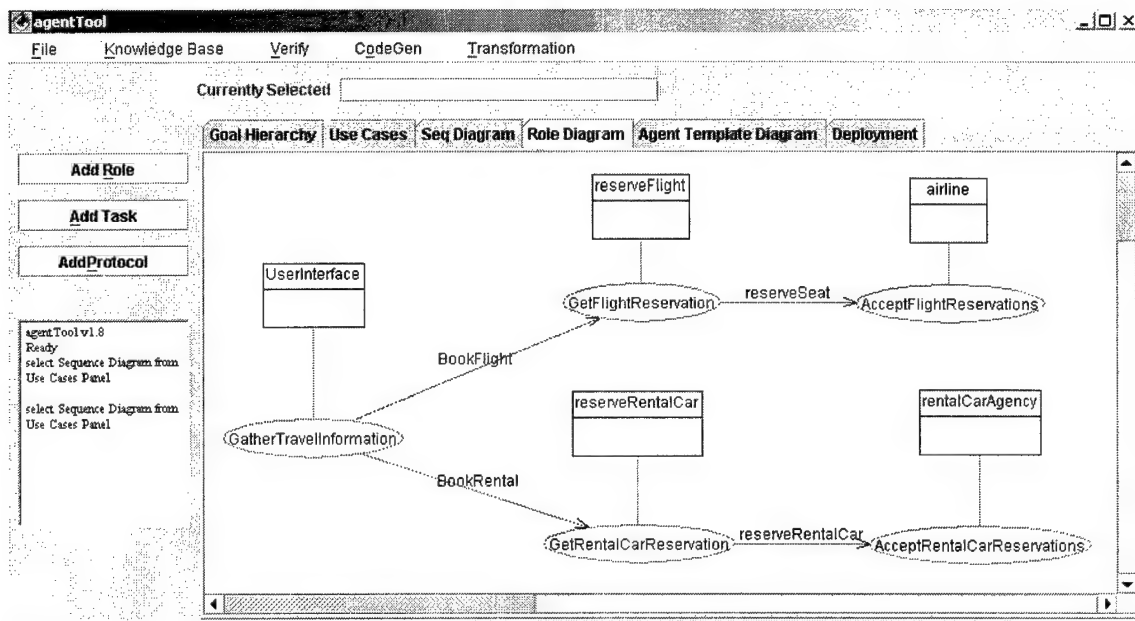 agentTool
File Knowledge Base Verify CodeGen Transformation
Currently Selected
Goal Hierarchy Use Cases Seq Diagram Role Diagram Agent Template Diagram Deployment
Add Role
Add Task
AddProtocol
agentTool v1.8
Ready
select Sequence Diagram from
Use Cases Panel
select Sequence Diagram from
Use Cases Panel
reserveFlight
airline
UserInterface
GetFlightReservation
reserveSeat
AcceptFlightReservations
BookFlight
reserveRentalCar
rentalCarAgency
GatherTravelInformation
BookRental
GetRentalCarReservation
reserveRentalCar
AcceptRentalCarReservations